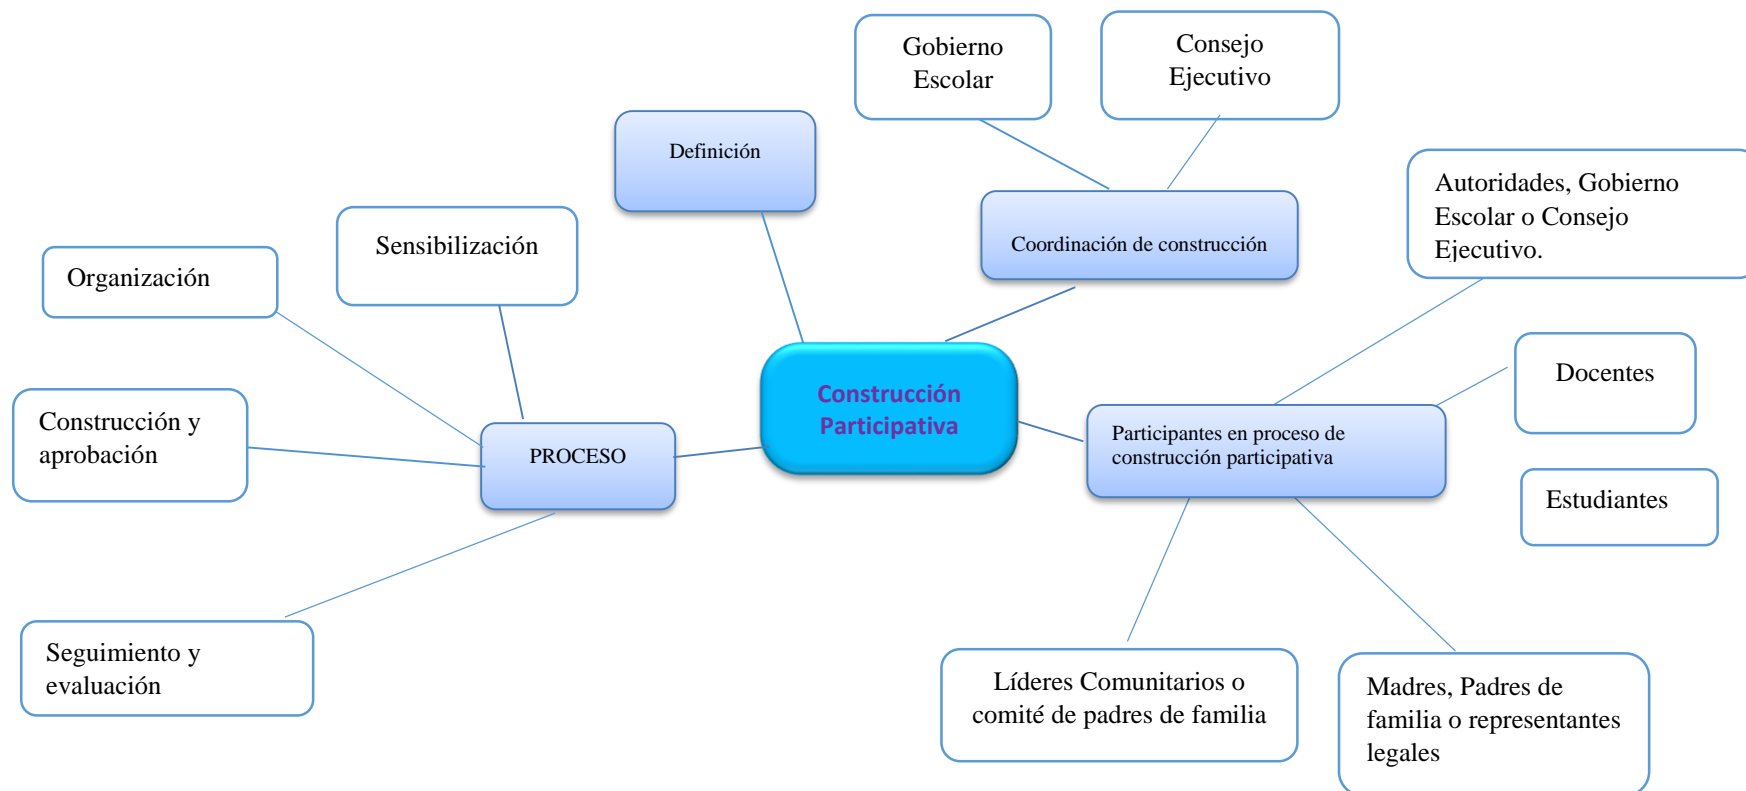 Gobierno
Escolar
Consejo
Ejecutivo
Definición
Autoridades, Gobierno
Escolar o Consejo
Ejecutivo.
Sensibilización
Coordinación de construcción
Organización
Docentes
Construcción
Participativa
Construcción y
aprobación
PROCESO
Participantes en proceso de
construcción participativa
Estudiantes
Seguimiento y
evaluación
Líderes Comunitarios o
comité de padres de familia
Madres, Padres de
familia o representantes
legales